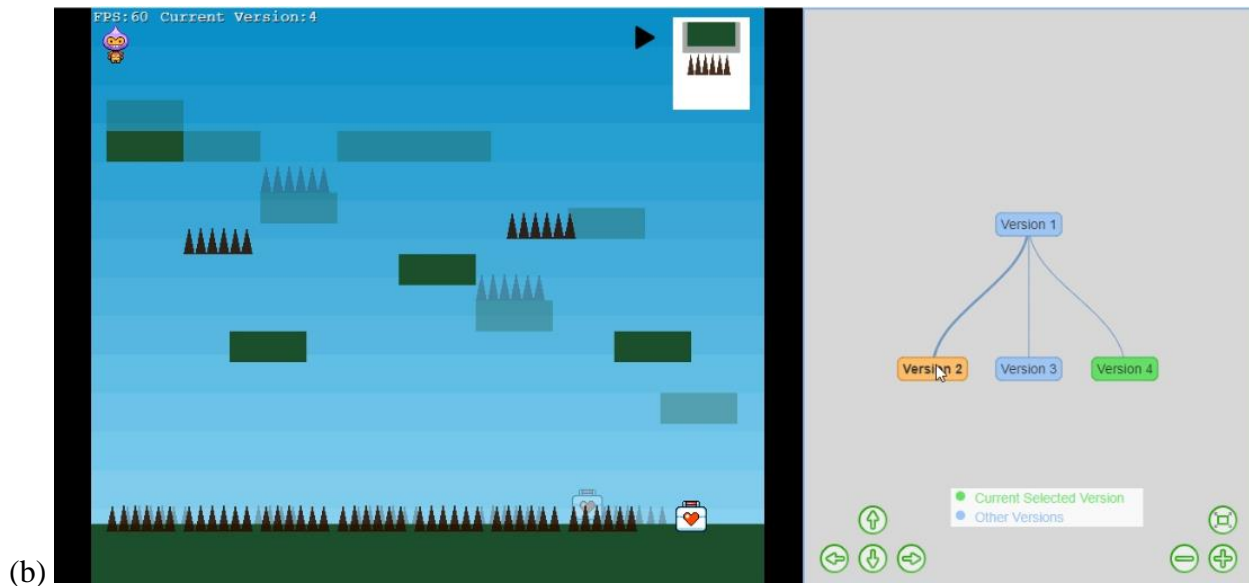 FPS:60 Current Version:4
Version 1
Version 2
Version 3
Version 4
Current Selected Version
Other Versions
(b)